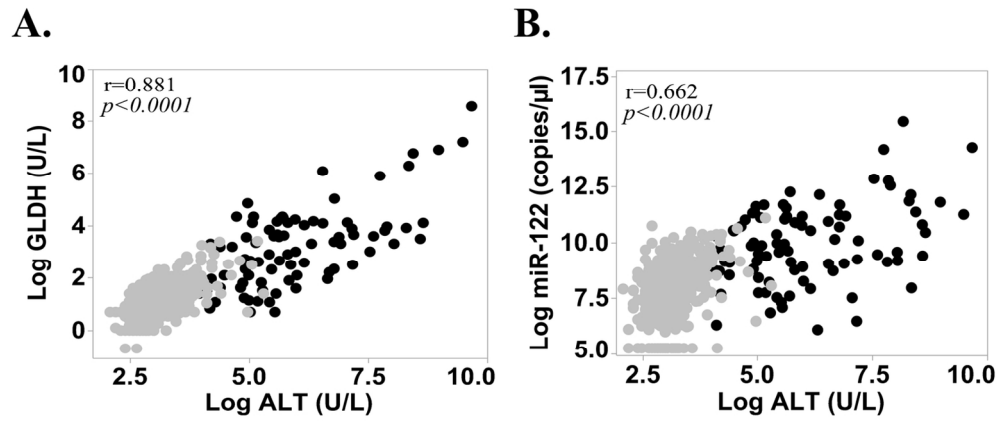 A.
r=0.881
p<0.0001
10
8
6
4
2
0
Log GLDH (U/L)
2.5
5.0
7.5
10.0
Log ALT (U/L)
B.
r=0.662
p<0.0001
17.5
15.0
12.5
10.0
7.5
5.0
Log miR-122 (copies/µl)
2.5
5.0
7.5
10.0
Log ALT (U/L)